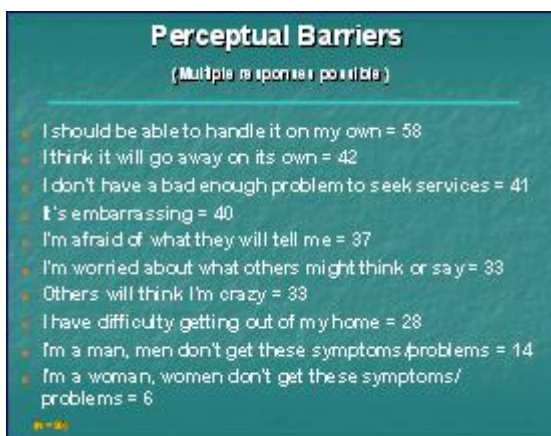 Perceptual Barriers
(Multiple responses possible)
I should be able to handle it on my own = 58
I think it will go away on its own = 42
I don't have a bad enough problem to seek services = 41
It's embarrassing = 40
I'm afraid of what they will tell me = 37
I'm worried about what others might think or say = 33
Others will think I'm crazy = 33
I have difficulty getting out of my home = 28
I'm a man, men don't get these symptoms/problems = 14
I'm a woman, women don't get these symptoms/
problems = 6